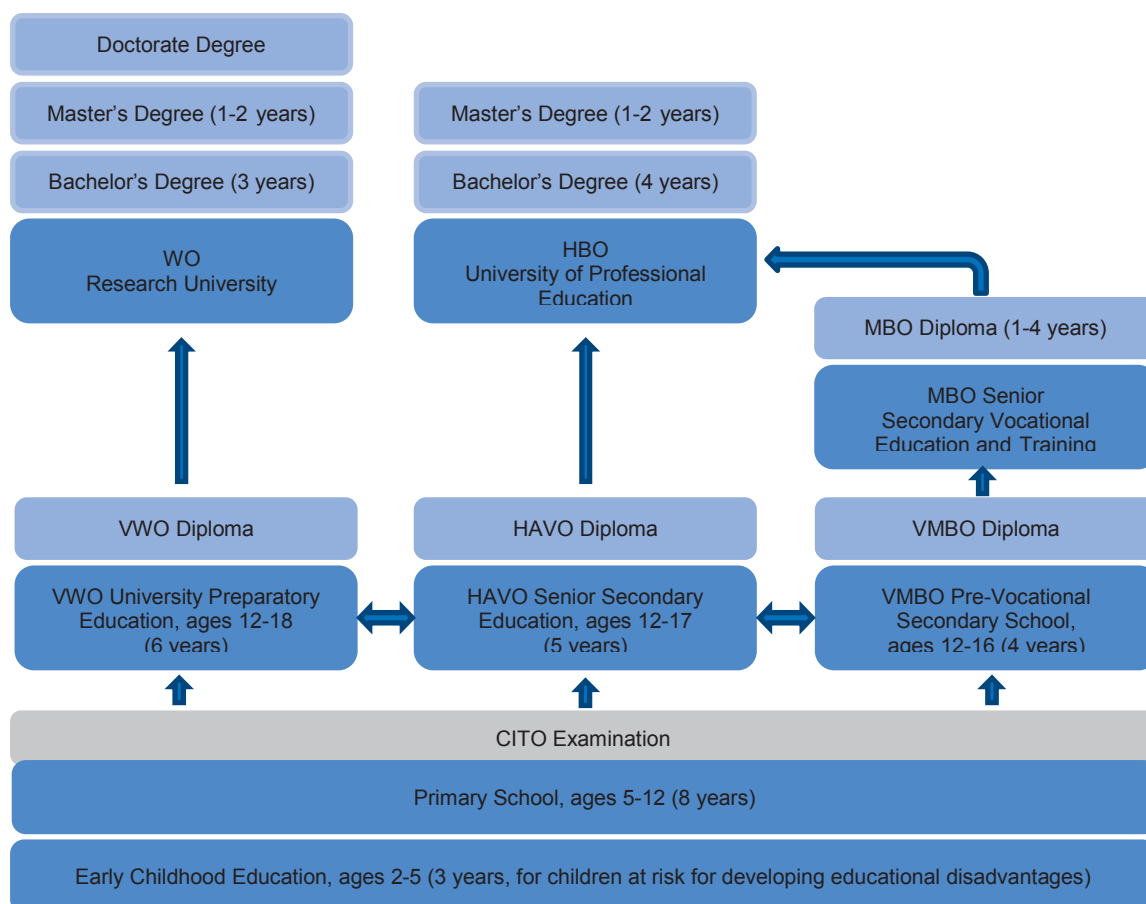 Doctorate Degree
Master's Degree (1-2 years)
Bachelor's Degree (3 years)
WO
Research University
Master's Degree (1-2 years)
Bachelor's Degree (4 years)
HBO
University of Professional
Education
MBO Diploma (1-4 years)
MBO Senior
Secondary Vocational
Education and Training
VWO Diploma
VWO University Preparatory
Education, ages 12-18
(6 years)
HAVO Diploma
HAVO Senior Secondary
Education, ages 12-17
(5 years)
VMBO Diploma
VMBO Pre-Vocational
Secondary School,
ages 12-16 (4 years)
CITO Examination
Primary School, ages 5-12 (8 years)
Early Childhood Education, ages 2-5 (3 years, for children at risk for developing educational disadvantages)